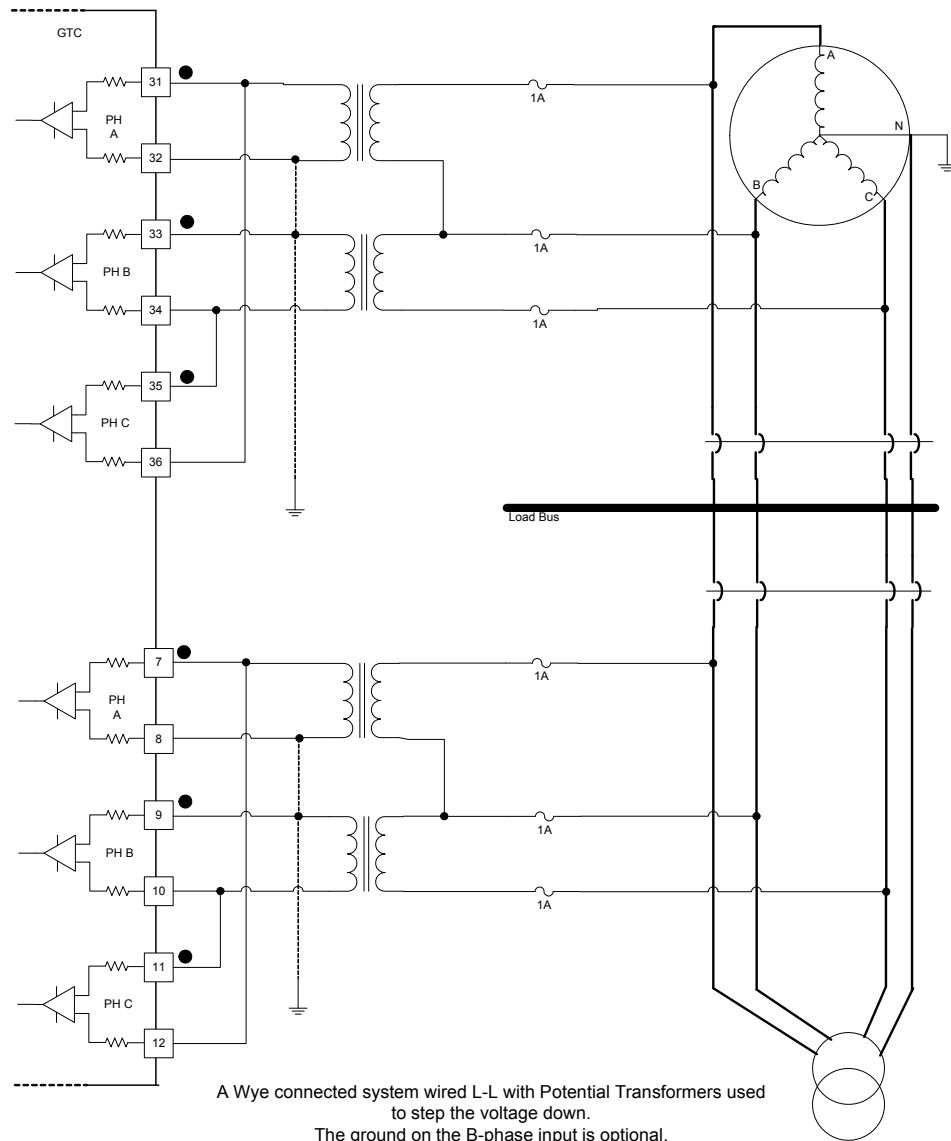 GTC
A
31
PH
A
1A
32
N
B
C
33
PH B
1A
34
1A
35
PH C
36
Load Bus
7
PH
A
1A
8
9
PH B
1A
10
1A
11
PH C
12
A Wye connected system wired L-L with Potential Transformers used
to step the voltage down.
The ground on the B-phase input is optional.